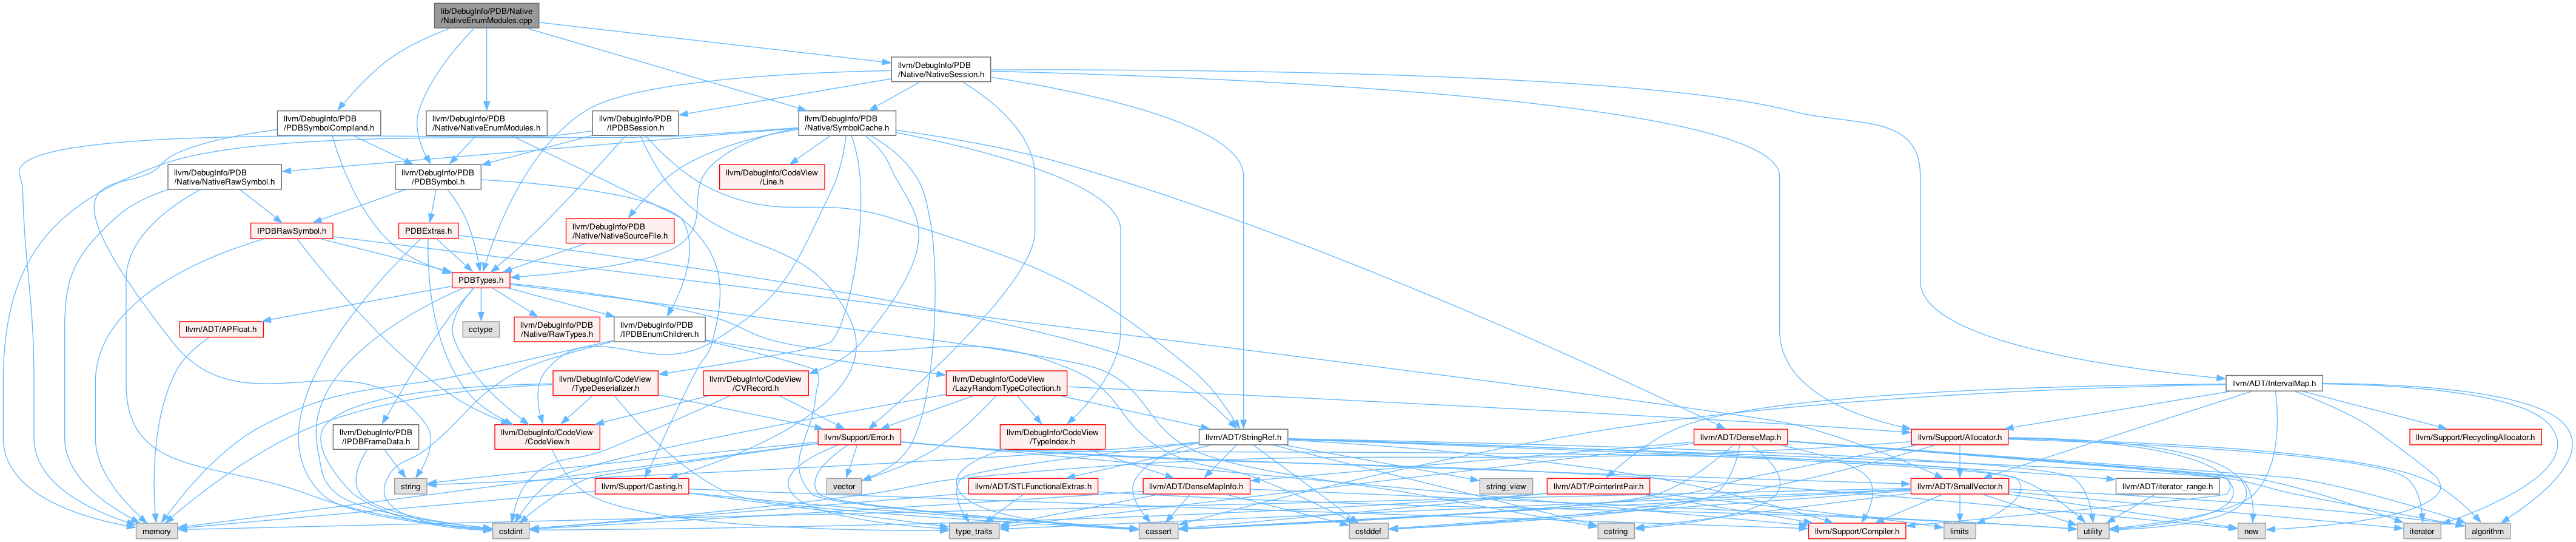 lib/DebugInfo/PDB/Native
/NativeEnumModules.cpp
llvm/DebugInfo/PDB
/Native/NativeSession.h
llvm/DebugInfo/PDB
/PDBSymbolCompiland.h
llvm/DebugInfo/PDB
/Native/NativeEnumModules.h
llvm/DebugInfo/PDB
/IPDBSession.h
llvm/DebugInfo/PDB
/Native/SymbolCache.h
llvm/DebugInfo/PDB
/Native/NativeRawSymbol.h
llvm/DebugInfo/PDB
/PDBSymbol.h
llvm/DebugInfo/CodeView
/Line.h
IPDBRawSymbol.h
PDBExtras.h
llvm/DebugInfo/PDB
/Native/NativeSourceFile.h
PDBTypes.h
llvm/ADT/APFloat.h
cctype
llvm/DebugInfo/PDB
/Native/RawTypes.h
llvm/DebugInfo/PDB
/IPDBEnumChildren.h
llvm/DebugInfo/CodeView
/TypeDeserializer.h
llvm/DebugInfo/CodeView
/CVRecord.h
llvm/DebugInfo/CodeView
/LazyRandomTypeCollection.h
llvm/ADT/IntervalMap.h
llvm/DebugInfo/PDB
/IPDBFrameData.h
llvm/DebugInfo/CodeView
/CodeView.h
llvm/Support/Error.h
llvm/DebugInfo/CodeView
/TypeIndex.h
llvm/ADT/StringRef.h
llvm/ADT/DenseMap.h
llvm/Support/Allocator.h
llvm/Support/RecyclingAllocator.h
string
llvm/Support/Casting.h
vector
llvm/ADT/STLFunctionalExtras.h
llvm/ADT/DenseMapInfo.h
string_view
llvm/ADT/PointerIntPair.h
llvm/ADT/SmallVector.h
llvm/ADT/iterator_range.h
memory
cstdint
type_traits
cassert
cstddef
cstring
llvm/Support/Compiler.h
limits
utility
new
iterator
algorithm